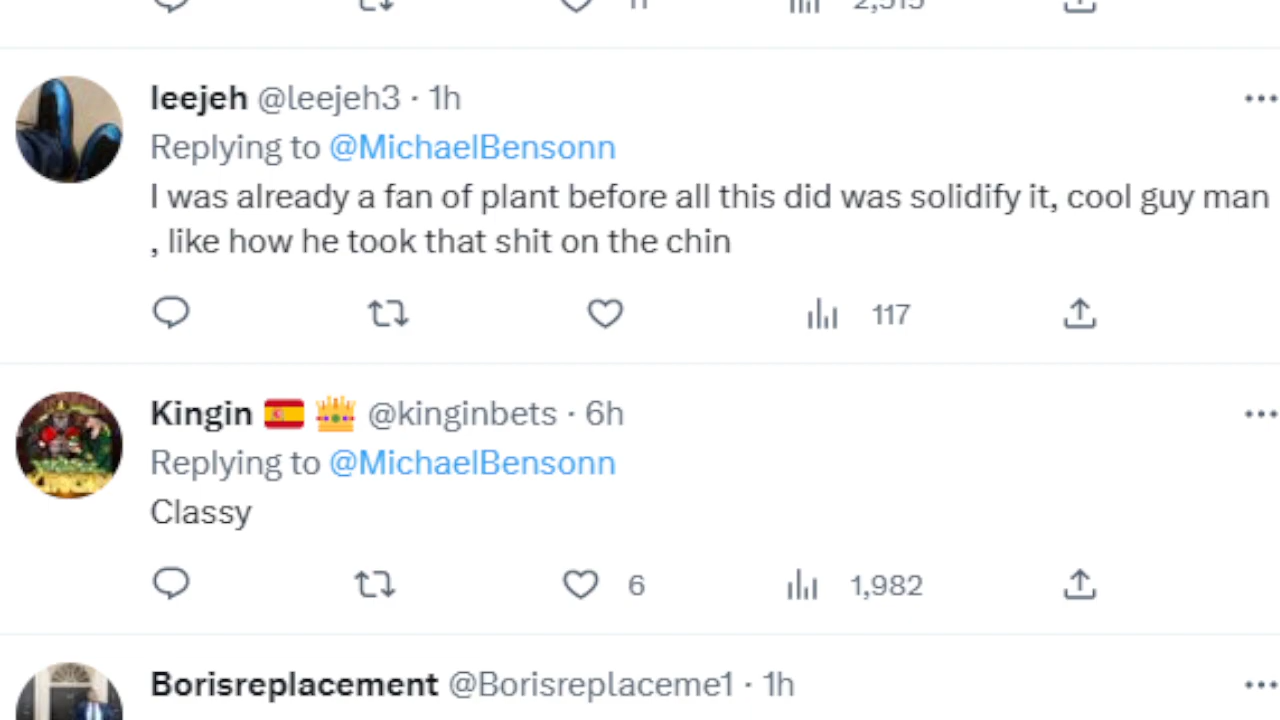 leejeh @leejeh3 · 1h
Replying to @MichaelBensonn
I was already a fan of plant before all this did was solidify it, cool guy man
, like how he took that shit on the chin
117
Kingin 🇪🇸 👑 @kinginbets · 6h
Replying to @MichaelBensonn
Classy
6 1,982
Borisreplacement @Borisreplaceme1 · 1h